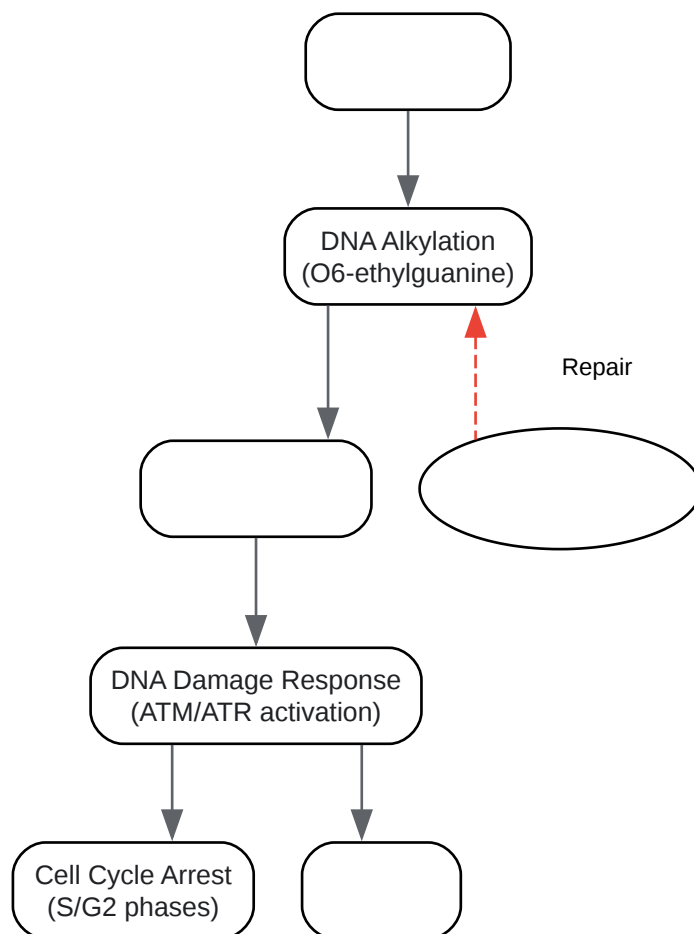 DNA Alkylation
(O6-ethylguanine)
Repair
DNA Damage Response
(ATM/ATR activation)
Cell Cycle Arrest
(S/G2 phases)